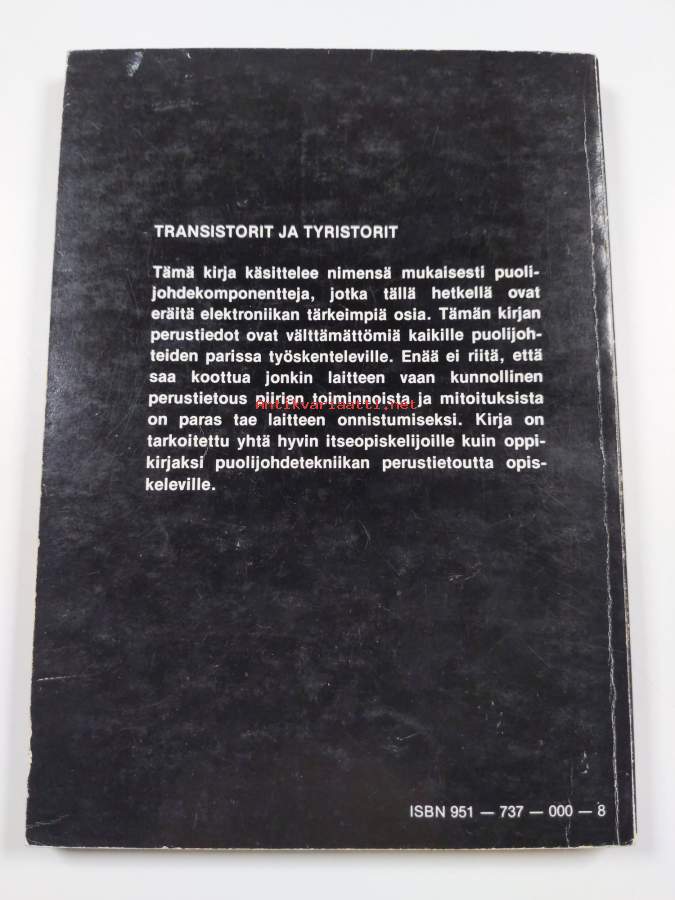 TRANSISTORIT JA TYRISTORIT
Tämä kirja käsittelee nimensä mukaisesti puoli-
johdekomponentteja, jotka tällä hetkellä ovat
eräitä elektroniikan tärkeimpiä osia. Tämän kirjan
perustiedot ovat välttämättömiä kaikille puolijoh-
teiden parissa työskenteleville. Enää ei riitä, että
saa koottua jonkin laitteen vaan kunnollinen
perustietous piirien toiminnoista ja mitoituksista
antikvariaatti.net
on paras tae laitteen onnistumiseksi. Kirja on
tarkoitettu yhtä hyvin itseopiskelijoille kuin oppi-
kirjaksi puolijohdetekniikan perustietoutta opis-
keleville.
ISBN 951 — 737 — 000 — 8